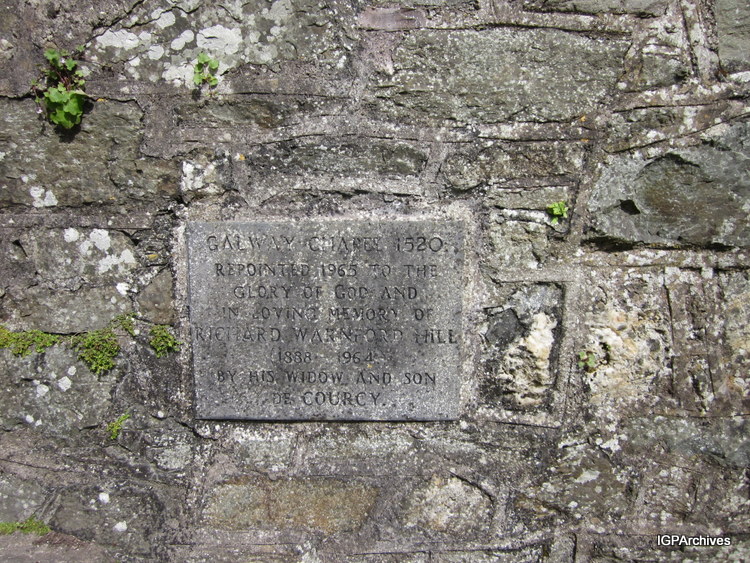 GALWAY CHAPEL 1520.
REPOINTED 1965 TO THE
GLORY OF GOD AND
IN LOVING MEMORY OF
RICHARD WARNFORD HILL
1888 - 1964
BY HIS WIDOW AND SON
DE COURCY.
IGPArchives